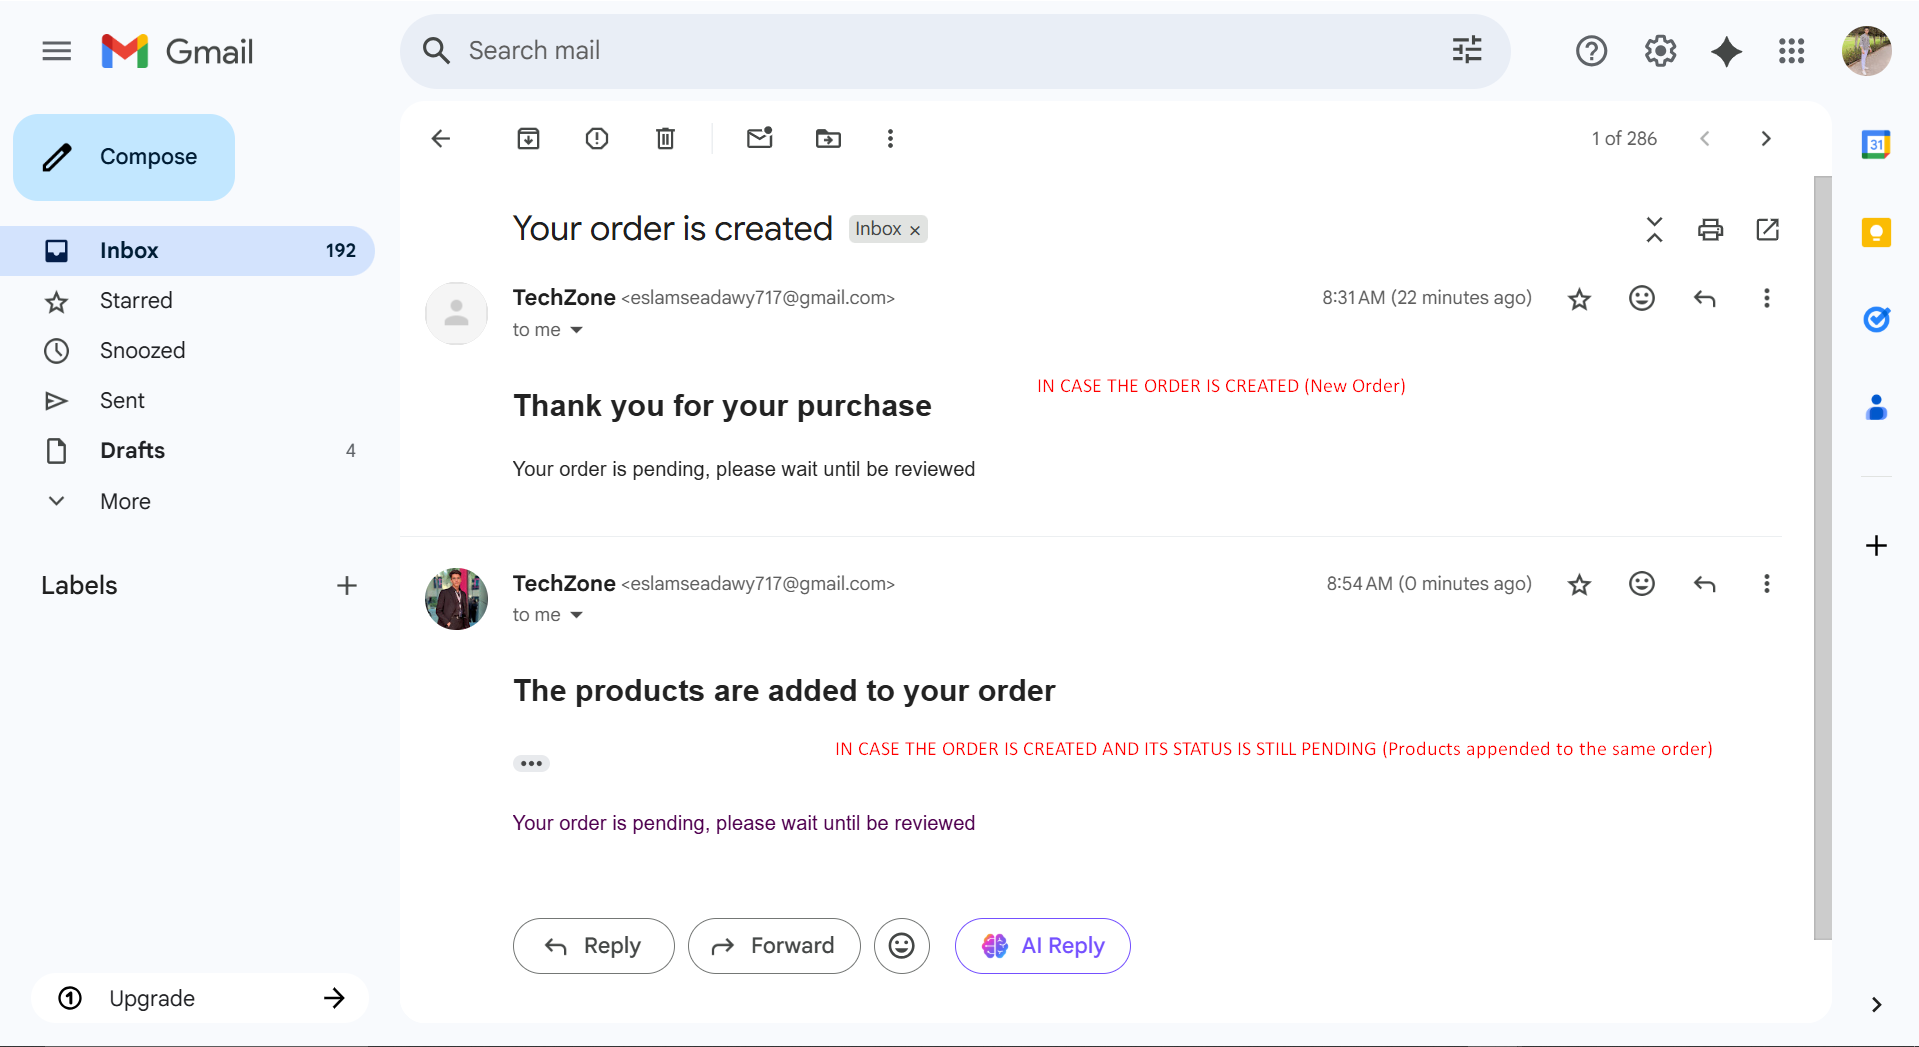 Gmail
Search mail
Compose
1 of 286
Your order is created
Inbox ×
31
Inbox 192
Starred
Snoozed
Sent
Drafts 4
More
Labels
TechZone <eslamseadawy717@gmail.com>
8:31 AM (22 minutes ago)
to me
IN CASE THE ORDER IS CREATED (New Order)
Thank you for your purchase
Your order is pending, please wait until be reviewed
TechZone <eslamseadawy717@gmail.com>
8:54 AM (0 minutes ago)
to me
The products are added to your order
IN CASE THE ORDER IS CREATED AND ITS STATUS IS STILL PENDING (Products appended to the same order)
Your order is pending, please wait until be reviewed
Reply
Forward
AI Reply
1 Upgrade